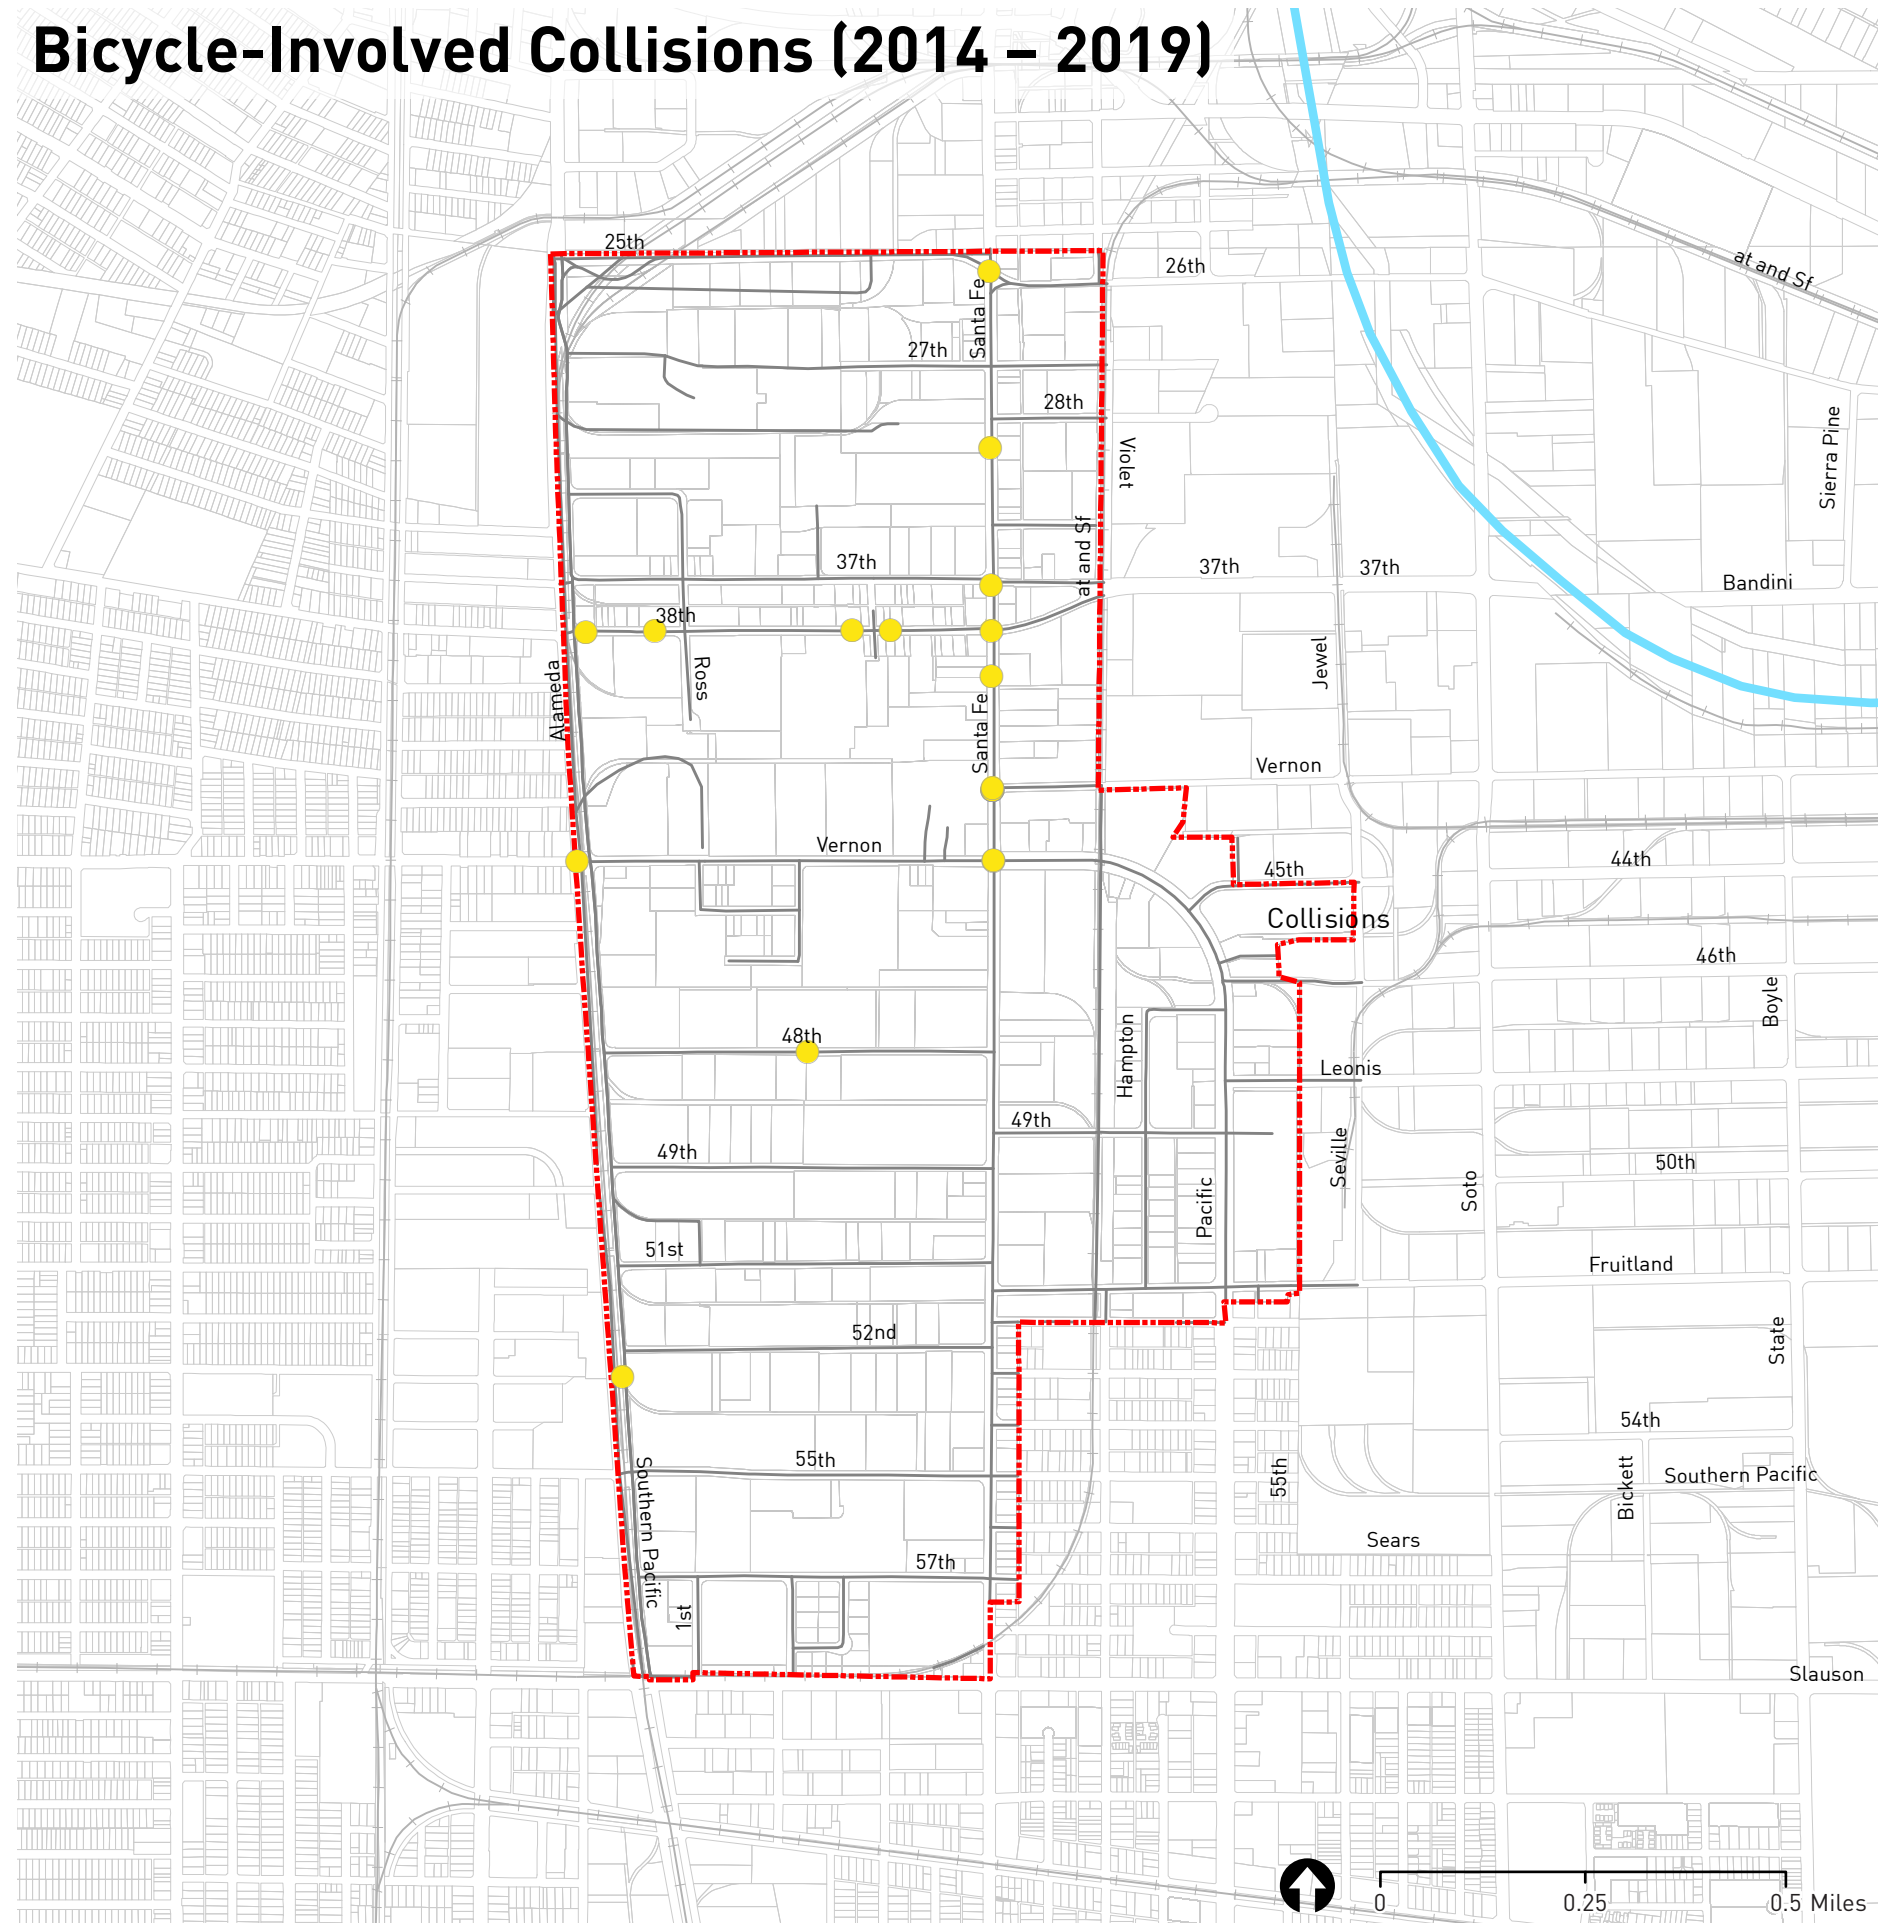 Bicycle-Involved Collisions (2014 – 2019)
25th
26th
at and Sf
Santa Fe
27th
28th
Violet
Sierra Pine
at and Sf
37th
37th
37th
Bandini
38th
Ross
Jewel
Alameda
Santa Fe
Vernon
Vernon
45th
44th
Collisions
46th
Boyle
48th
Hampton
Leonis
49th
49th
Seville
50th
Soto
Pacific
51st
Fruitland
52nd
State
54th
55th
55th
Bickett
Southern Pacific
Southern Pacific
Sears
57th
1st
Slauson
0
0.25
0.5 Miles